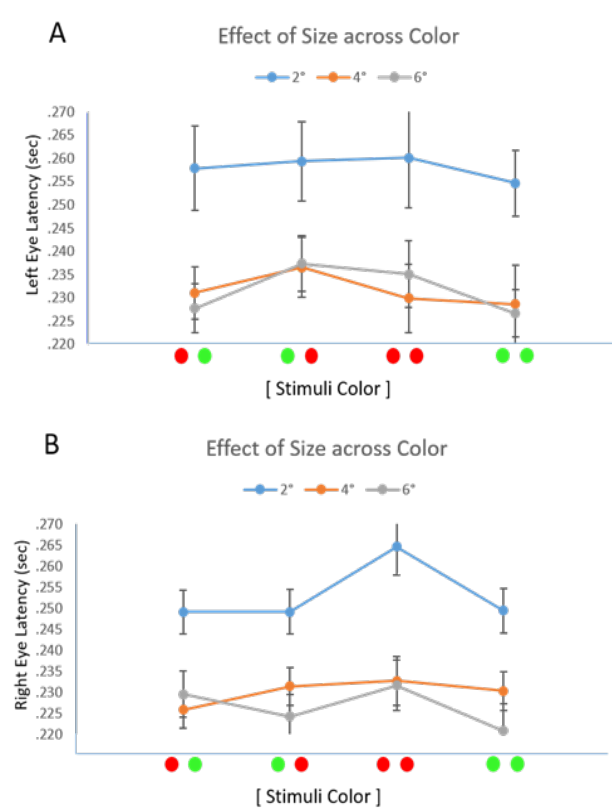 A
Effect of Size across Color
2° 4° 6°
Left Eye Latency (sec)
.270
.265
.260
.255
.250
.245
.240
.235
.230
.225
.220
[ Stimuli Color ]
B
Effect of Size across Color
2° 4° 6°
Right Eye Latency (sec)
.270
.265
.260
.255
.250
.245
.240
.235
.230
.225
.220
[ Stimuli Color ]